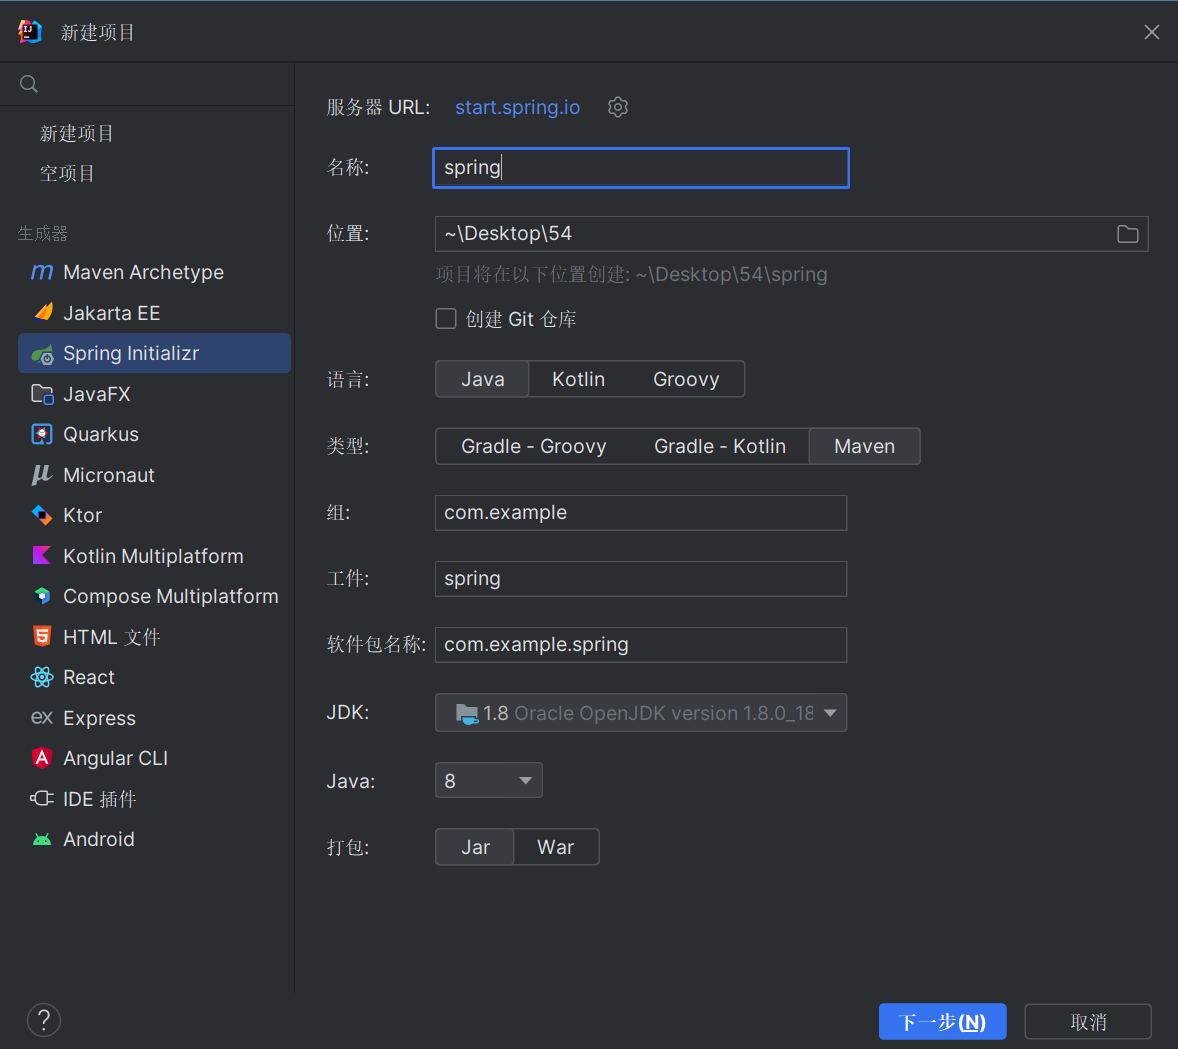 新建项目
新建项目
空项目
生成器
Maven Archetype
Jakarta EE
Spring Initializr
JavaFX
Quarkus
Micronaut
Ktor
Kotlin Multiplatform
Compose Multiplatform
HTML 文件
React
Express
Angular CLI
IDE 插件
Android
服务器 URL: start.spring.io
名称: spring
位置: ~\Desktop\54
项目将在以下位置创建: ~\Desktop\54\spring
创建 Git 仓库
语言: Java Kotlin Groovy
类型: Gradle - Groovy Gradle - Kotlin Maven
组: com.example
工件: spring
软件包名称: com.example.spring
JDK: 1.8 Oracle OpenJDK version 1.8.0_18
Java: 8
打包: Jar War
? 下一步(N) 取消